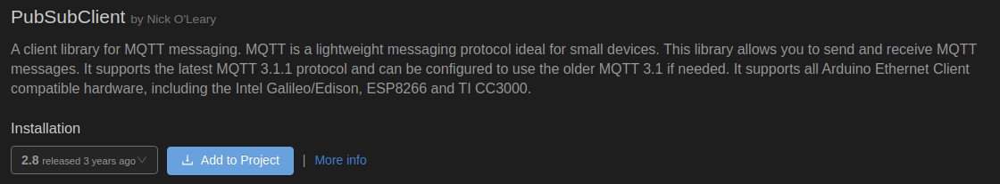 PubSubClient by Nick O'Leary
A client library for MQTT messaging. MQTT is a lightweight messaging protocol ideal for small devices. This library allows you to send and receive MQTT
messages. It supports the latest MQTT 3.1.1 protocol and can be configured to use the older MQTT 3.1 if needed. It supports all Arduino Ethernet Client
compatible hardware, including the Intel Galileo/Edison, ESP8266 and TI CC3000.
Installation
2.8 released 3 years ago Add to Project | More info